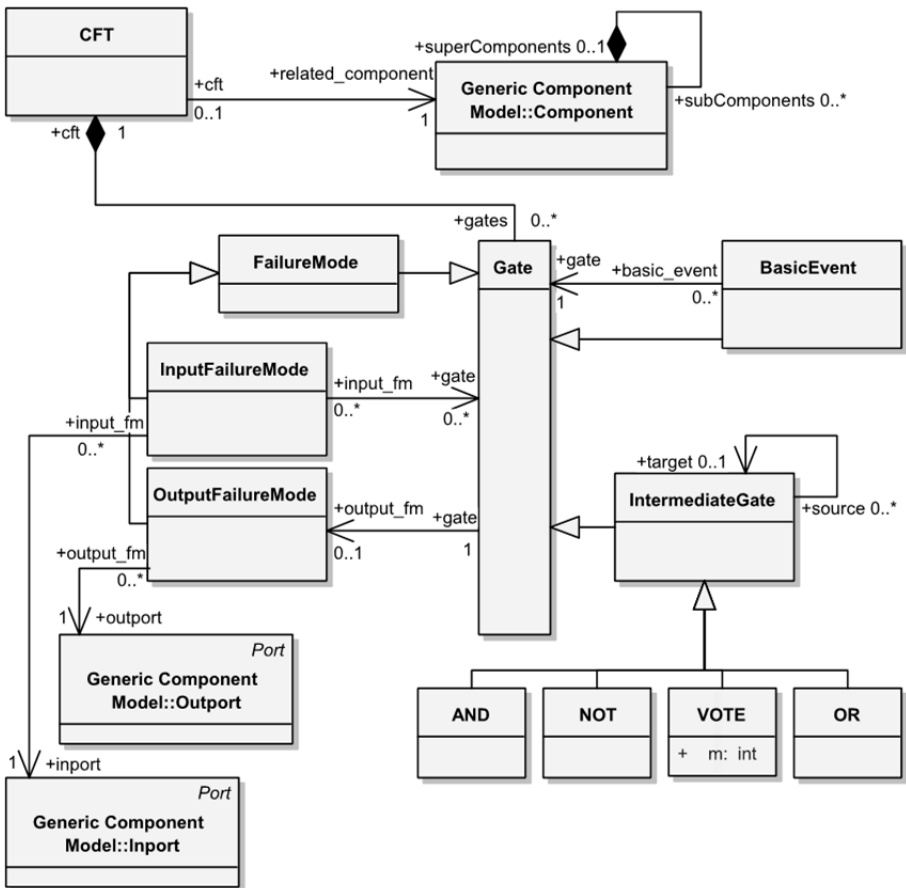 CFT
+superComponents 0..1
+cft
+related_component
0..1
1
Generic Component
Model::Component
+subComponents 0..*
+cft
1
+gates
0..*
FailureMode
Gate
+gate
+basic_event
1
0..*
BasicEvent
InputFailureMode
+input_fm
+gate
0..*
0..*
+input_fm
0..*
OutputFailureMode
+output_fm
+gate
0..1
1
+target 0..1
IntermediateGate
+source 0..*
+output_fm
0..*
1
+outport
Port
Generic Component
Model::Outport
AND
NOT
VOTE
+ m: int
OR
1
+inport
Port
Generic Component
Model::Inport